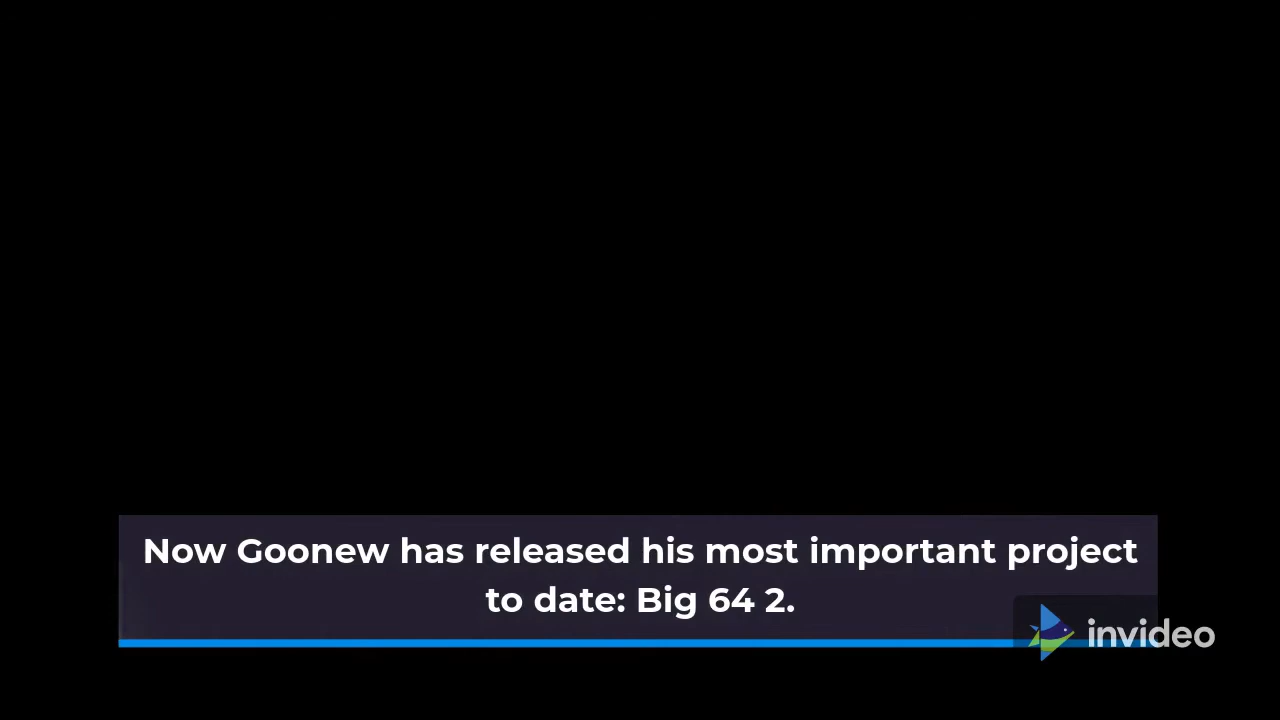 Now Goonew has released his most important project
to date: Big 64 2.
invideo